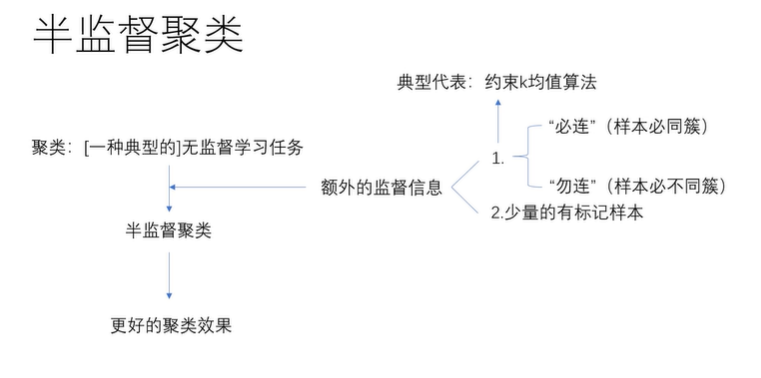 半监督聚类
典型代表：约束k均值算法
“必连”（样本必同簇）
聚类：[一种典型的]无监督学习任务
1.
额外的监督信息
“勿连”（样本必不同簇）
2.少量的有标记样本
半监督聚类
更好的聚类效果